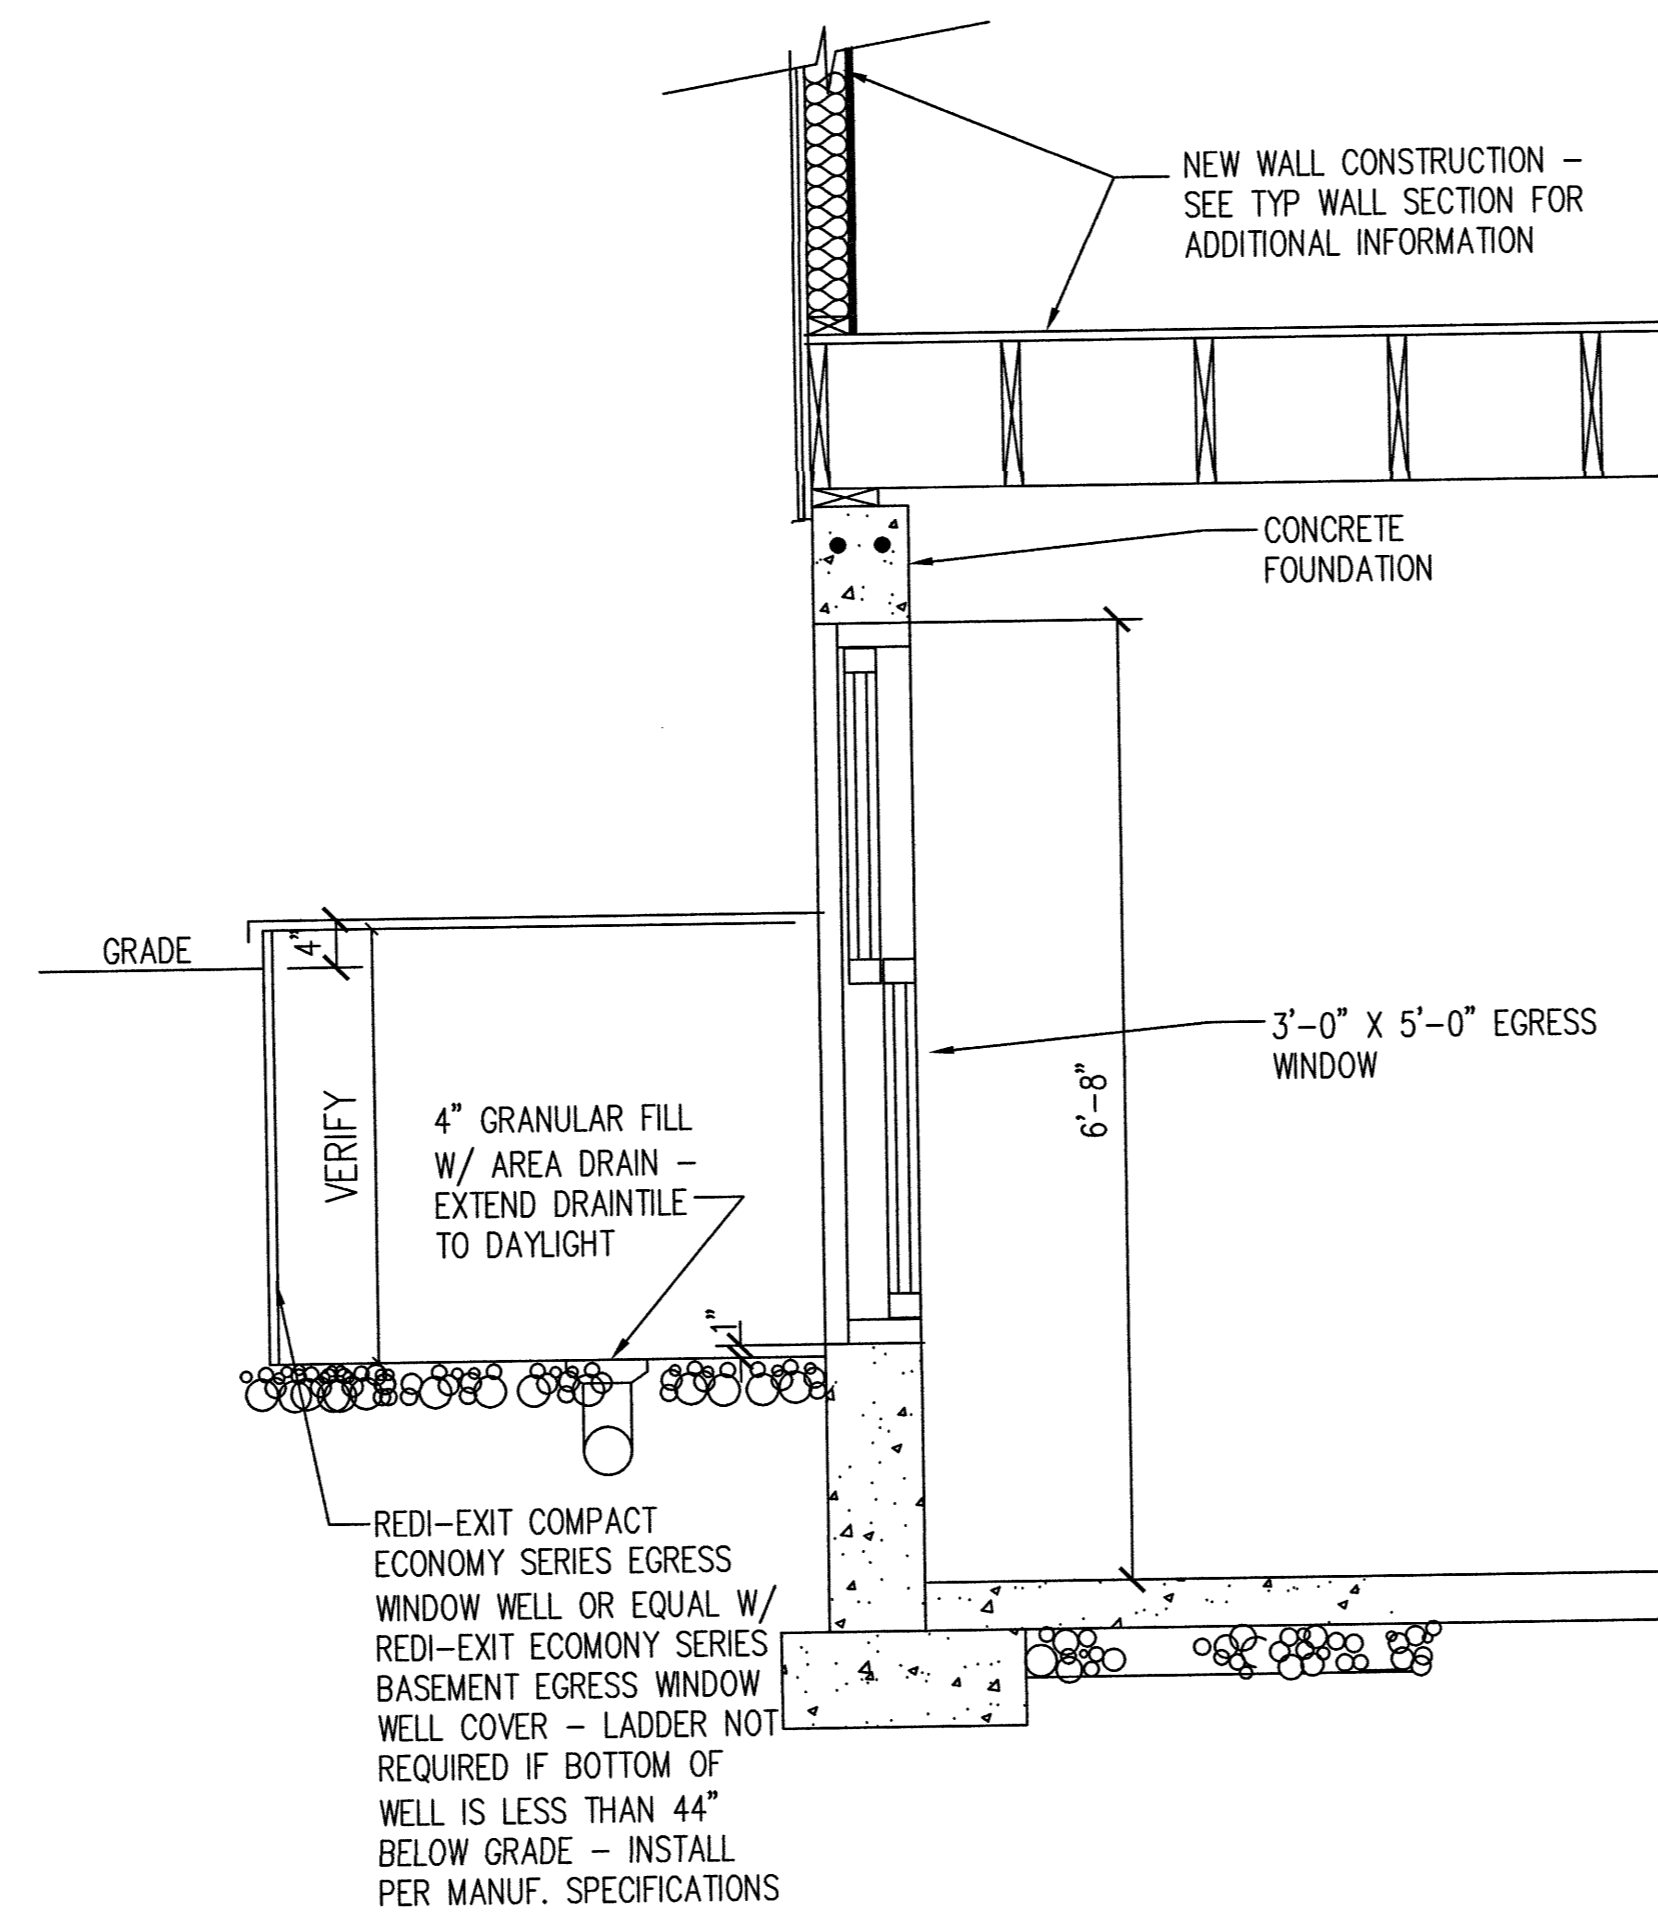 NEW WALL CONSTRUCTION –
SEE TYP WALL SECTION FOR
ADDITIONAL INFORMATION
CONCRETE
FOUNDATION
GRADE
4"
VERIFY
4" GRANULAR FILL
W/ AREA DRAIN –
EXTEND DRAINTILE
TO DAYLIGHT
1"
3'-0" X 5'-0" EGRESS
WINDOW
6'-8"
REDI-EXIT COMPACT
ECONOMY SERIES EGRESS
WINDOW WELL OR EQUAL W/
REDI-EXIT ECOMONY SERIES
BASEMENT EGRESS WINDOW
WELL COVER – LADDER NOT
REQUIRED IF BOTTOM OF
WELL IS LESS THAN 44"
BELOW GRADE – INSTALL
PER MANUF. SPECIFICATIONS